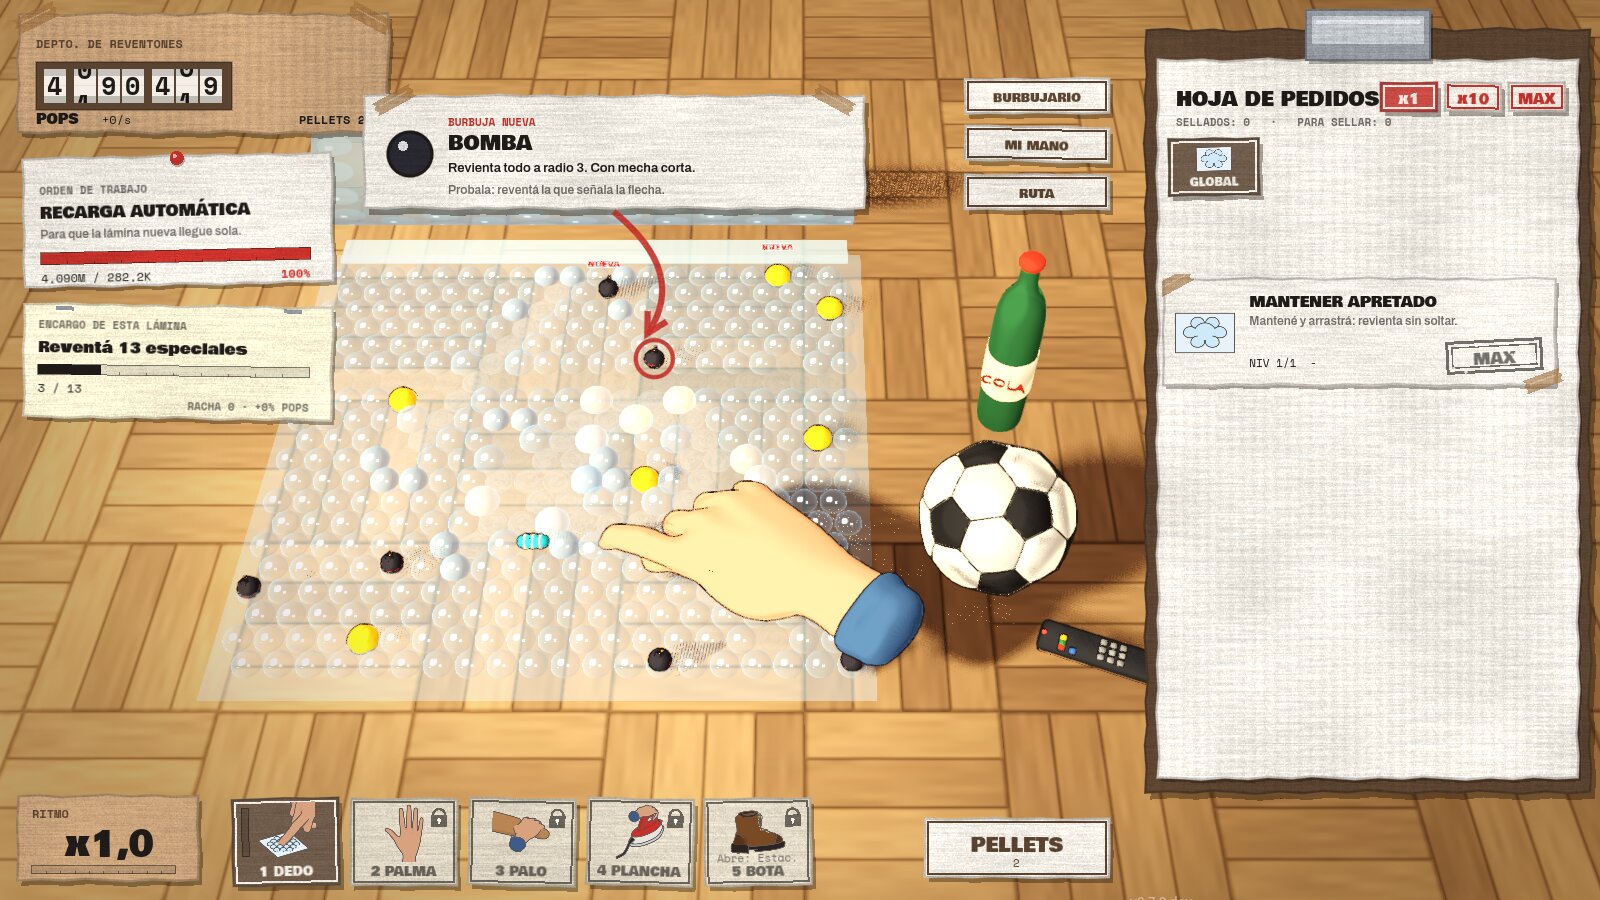 DEPTO. DE REVENTONES
POPS +0/s PELLETS 2
ORDEN DE TRABAJO
RECARGA AUTOMÁTICA
Para que la lámina nueva llegue sola.
4.090M / 282.2K 100%
ENCARGO DE ESTA LÁMINA
Reventá 13 especiales
3 / 13
RACHA 0 · +0% POPS
BURBUJA NUEVA
BOMBA
Revienta todo a radio 3. Con mecha corta.
Probala: reventá la que señala la flecha.
NUEVA
NUEVA
BURBUJARIO
MI MANO
RUTA
COLA
HOJA DE PEDIDOS x1 x10 MAX
SELLADOS: 0 · PARA SELLAR: 0
GLOBAL
MANTENER APRETADO
Mantené y arrastrá: revienta sin soltar.
NIV 1/1 -
MAX
RITMO
x1,0
1 DEDO
2 PALMA
3 PALO
4 PLANCHA
Abre: Estac.
5 BOTA
PELLETS
2